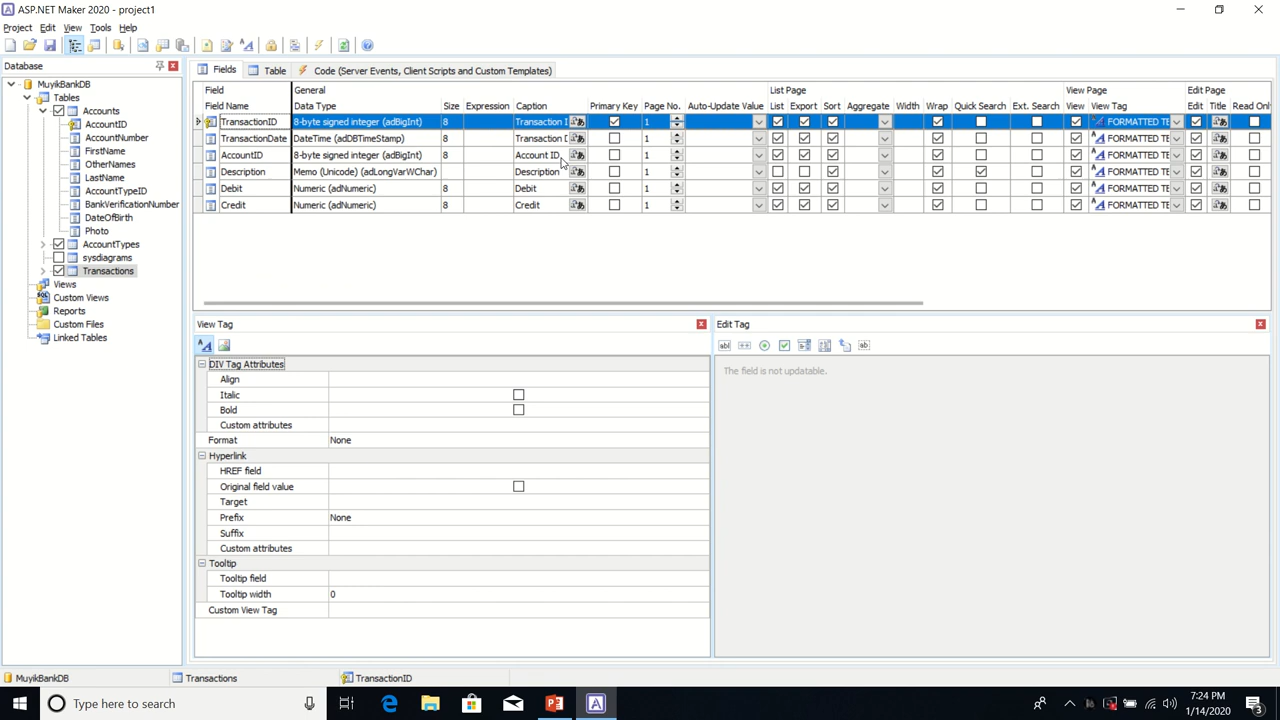 ASP.NET Maker 2020 - project1
Project Edit View Tools Help
Database
Fields Table Code (Server Events, Client Scripts and Custom Templates)
MuyikBankDB
Tables
Accounts
AccountID
AccountNumber
FirstName
OtherNames
LastName
AccountTypeID
BankVerificationNumber
DateOfBirth
Photo
AccountTypes
sysdiagrams
Transactions
Views
Custom Views
Reports
Custom Files
Linked Tables
Field General List Page View Page Edit Page
Field Name Data Type Size Expression Caption Primary Key Page No. Auto-Update Value List Export Sort Aggregate Width Wrap Quick Search Ext. Search View View Tag Edit Title Read Onl
TransactionID 8-byte signed integer (adBigInt) 8 Transaction I 1 FORMATTED TE
TransactionDate DateTime (adDBTimeStamp) 8 Transaction D 1 FORMATTED TE
AccountID 8-byte signed integer (adBigInt) 8 Account ID 1 FORMATTED TE
Description Memo (Unicode) (adLongVarWChar) Description 1 FORMATTED TE
Debit Numeric (adNumeric) 8 Debit 1 FORMATTED TE
Credit Numeric (adNumeric) 8 Credit 1 FORMATTED TE
View Tag
DIV Tag Attributes
Align
Italic
Bold
Custom attributes
Format None
Hyperlink
HREF field
Original field value
Target
Prefix None
Suffix
Custom attributes
Tooltip
Tooltip field
Tooltip width 0
Custom View Tag
Edit Tag
The field is not updatable.
MuyikBankDB Transactions TransactionID
Type here to search
7:24 PM
1/14/2020
3